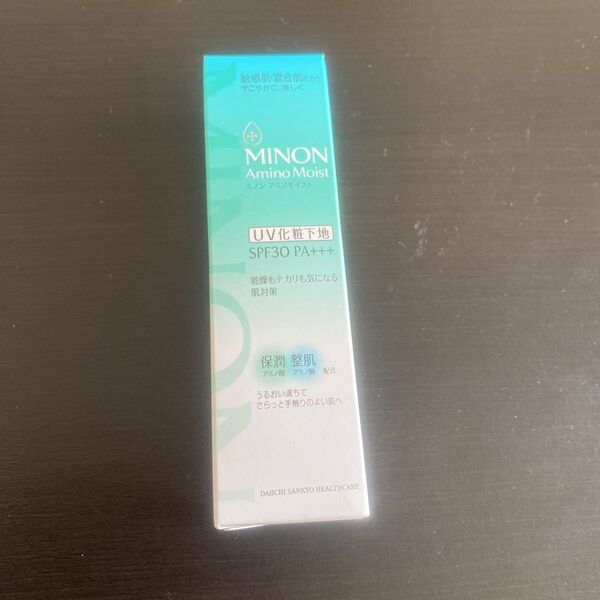 敏感肌・混合肌の方へ
すこやかに、美しく
MINON
Amino Moist
ミノン アミノモイスト
UV化粧下地
SPF30 PA+++
乾燥もテカリも気になる
肌対策
保潤 整肌
アミノ酸 アミノ酸 配合
うるおい満ちて
さらっと手触りのよい肌へ
DAIICHI SANKYO HEALTHCARE
MINON